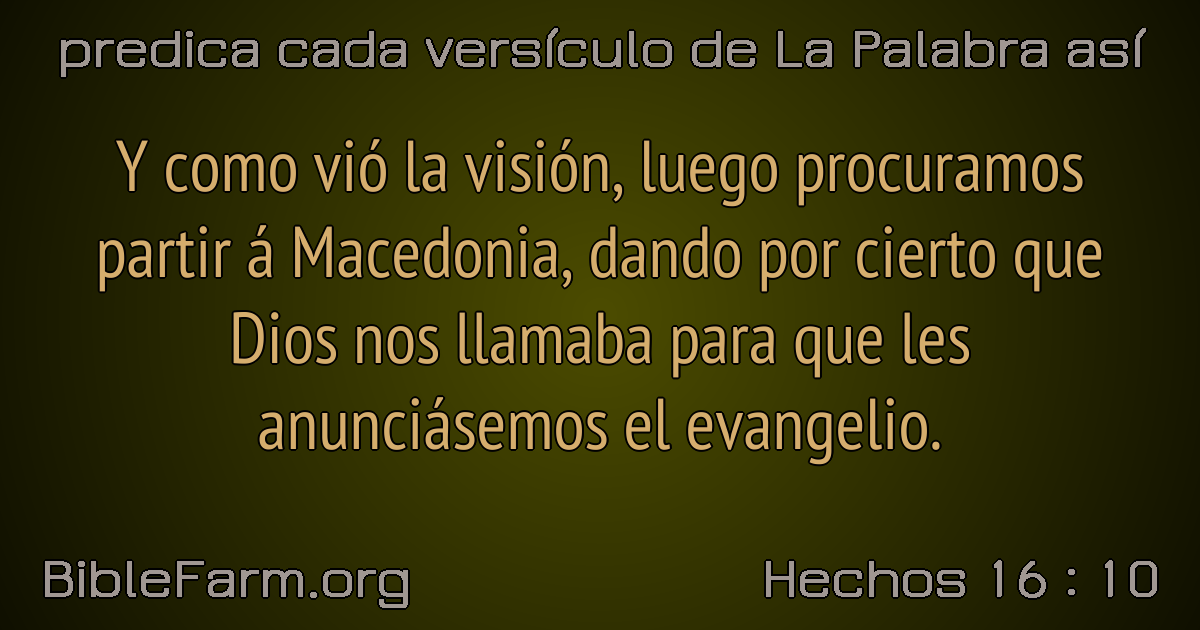 predica cada versículo de La Palabra así
Y como vió la visión, luego procuramos
partir á Macedonia, dando por cierto que
Dios nos llamaba para que les
anunciásemos el evangelio.
BibleFarm.org
Hechos 16 : 10